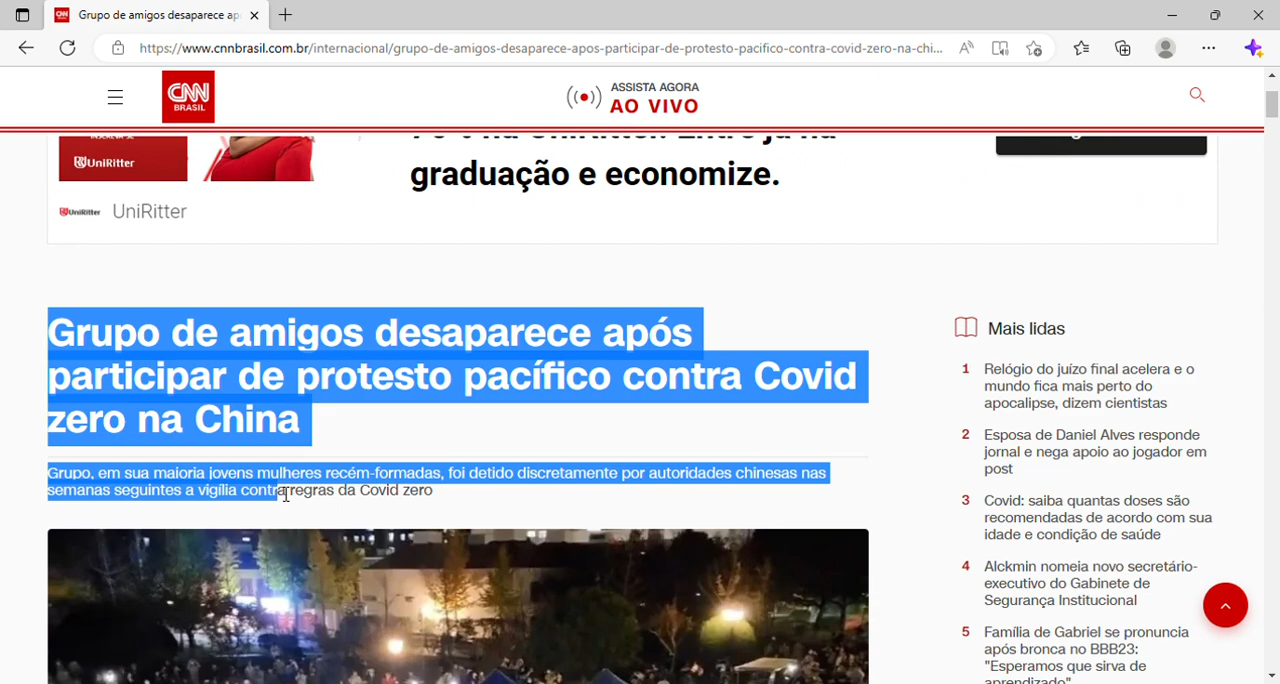 Grupo de amigos desaparece ap
https://www.cnnbrasil.com.br/internacional/grupo-de-amigos-desaparece-apos-participar-de-protesto-pacifico-contra-covid-zero-na-chi...
CNN
BRASIL
ASSISTA AGORA
AO VIVO
UniRitter
graduação e economize.
UniRitter
UniRitter
Grupo de amigos desaparece após
participar de protesto pacífico contra Covid
zero na China
Grupo, em sua maioria jovens mulheres recém-formadas, foi detido discretamente por autoridades chinesas nas
semanas seguintes a vigília contra regras da Covid zero
Mais lidas
1 Relógio do juízo final acelera e o
mundo fica mais perto do
apocalipse, dizem cientistas
2 Esposa de Daniel Alves responde
jornal e nega apoio ao jogador em
post
3 Covid: saiba quantas doses são
recomendadas de acordo com sua
idade e condição de saúde
4 Alckmin nomeia novo secretário-
executivo do Gabinete de
Segurança Institucional
5 Família de Gabriel se pronuncia
após bronca no BBB23:
"Esperamos que sirva de
aprendizado"